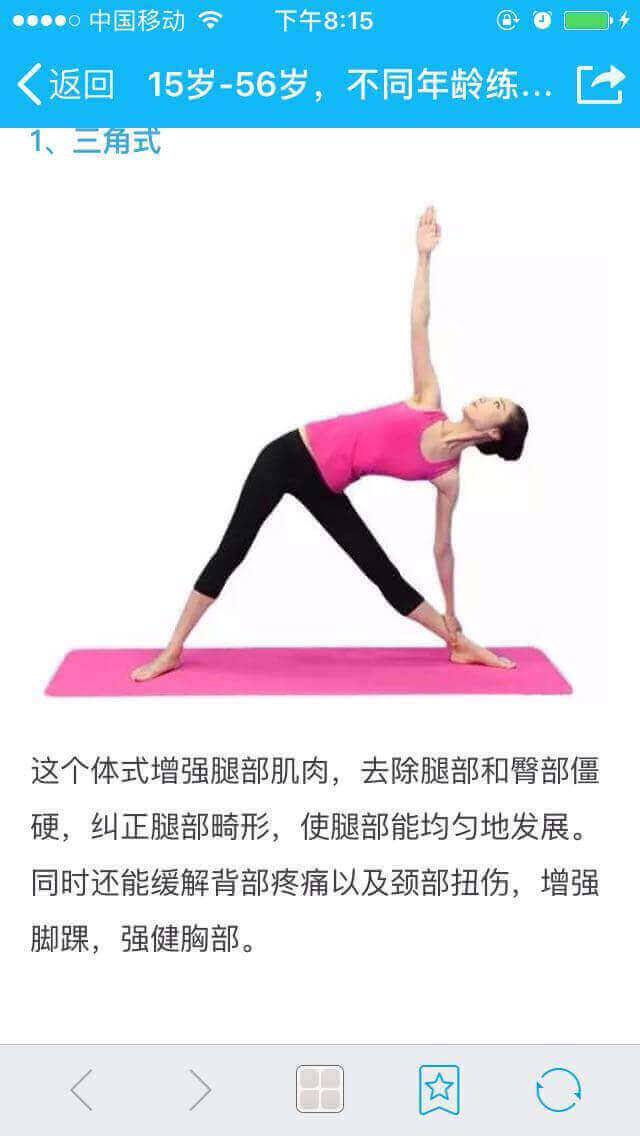 中国移动 下午8:15
返回 15岁-56岁，不同年龄练...
1、三角式
这个体式增强腿部肌肉，去除腿部和臀部僵
硬，纠正腿部畸形，使腿部能均匀地发展。
同时还能缓解背部疼痛以及颈部扭伤，增强
脚踝，强健胸部。